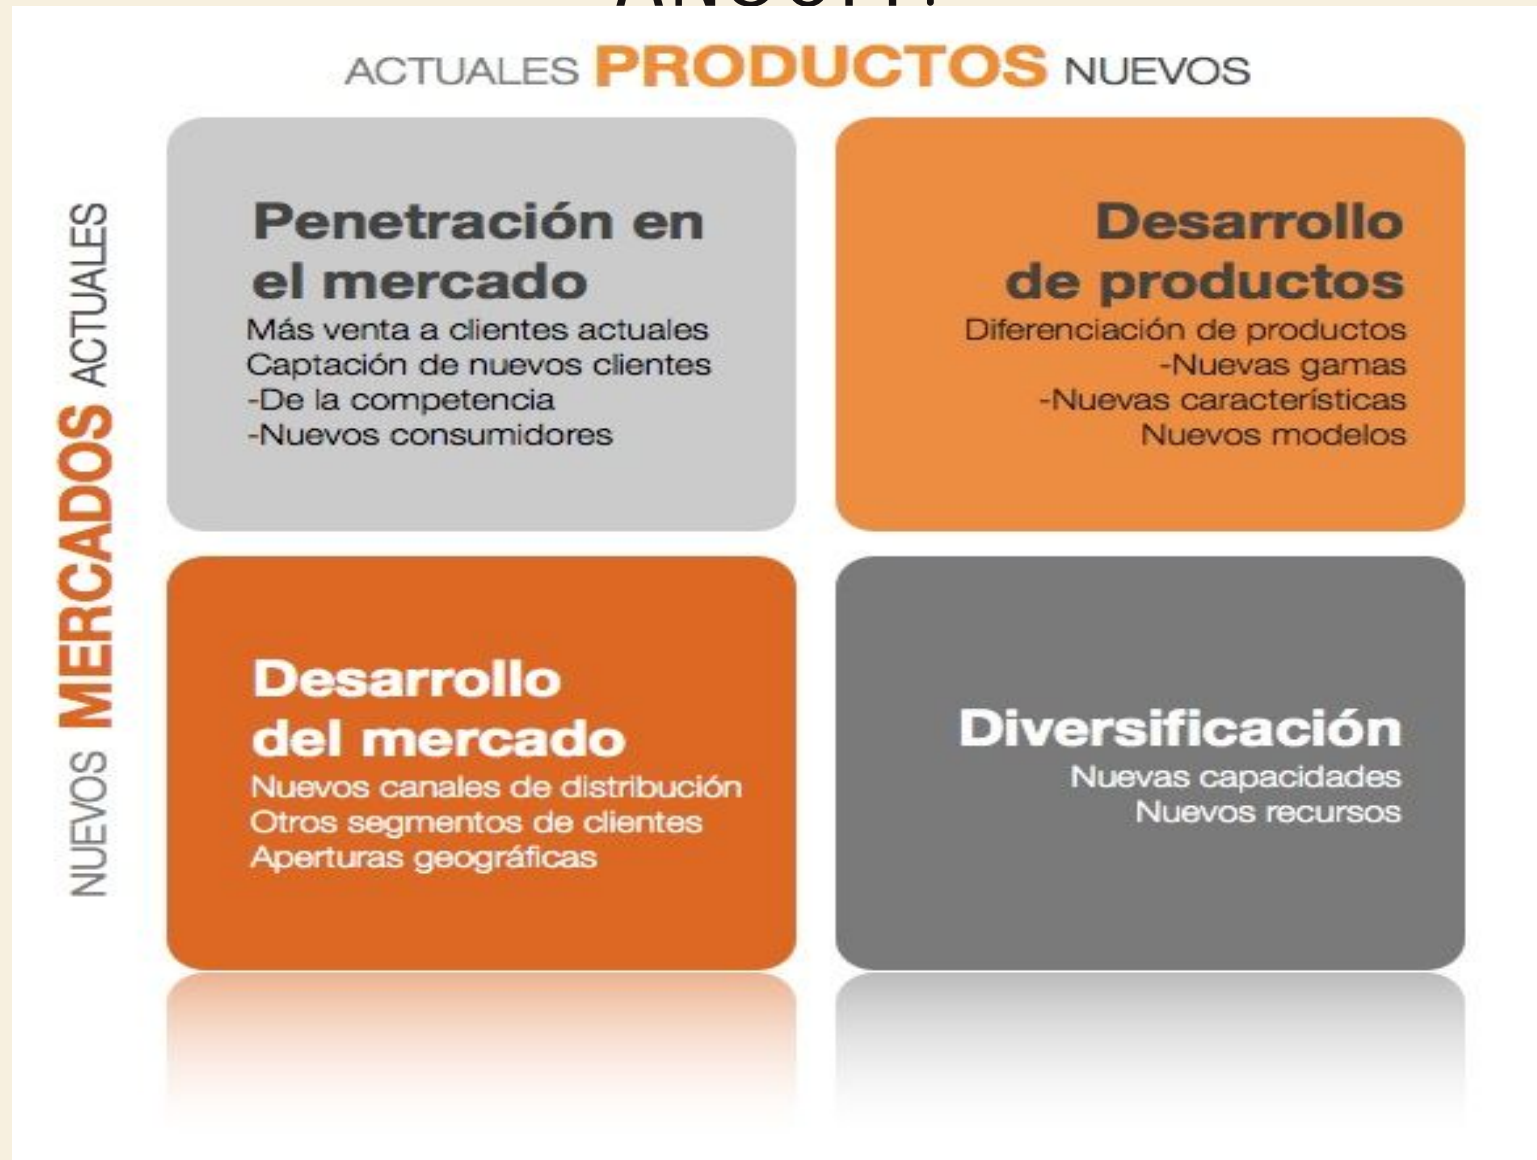 ACTUALES PRODUCTOS NUEVOS
NUEVOS MERCADOS ACTUALES
Penetración en
el mercado
Más venta a clientes actuales
Captación de nuevos clientes
-De la competencia
-Nuevos consumidores
Desarrollo
de productos
Diferenciación de productos
-Nuevas gamas
-Nuevas características
Nuevos modelos
Desarrollo
del mercado
Nuevos canales de distribución
Otros segmentos de clientes
Aperturas geográficas
Diversificación
Nuevas capacidades
Nuevos recursos